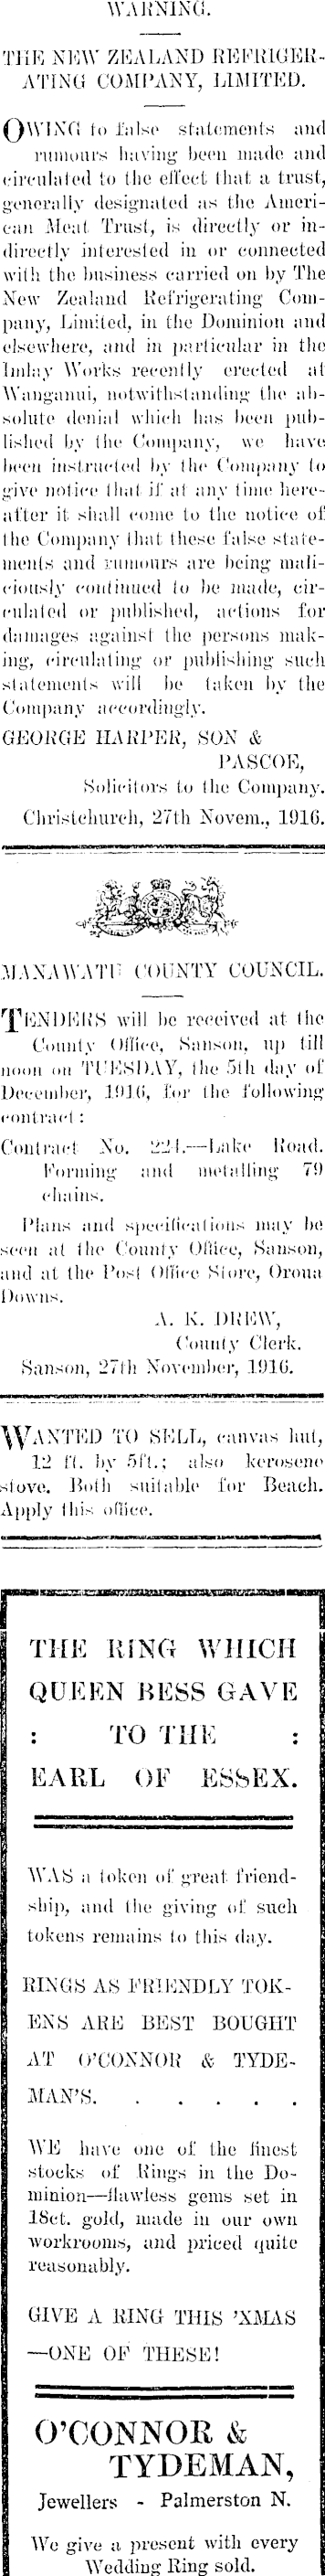 WARNING.
THE NEW ZEALAND REFRIGER-
ATING COMPANY, LIMITED.
OWING to false statements and
rumours having been made and
circulated to the effect that a trust,
generally designated as the Ameri-
can Meat Trust, is directly or in-
directly interested in or connected
with the business carried on by The
New Zealand Refrigerating Com-
pany, Limited, in the Dominion and
elsewhere, and in particular in the
Imlay Works recently erected at
Wanganui, notwithstanding the ab-
solute denial which has been pub-
lished by the Company, we have
been instructed by the Company to
give notice that if at any time here-
after it shall come to the notice of
the Company that these false state-
ments and rumours are being mali-
ciously continued to be made, cir-
culated or published, actions for
damages against the persons mak-
ing, circulating or publishing such
statements will be taken by the
Company accordingly.
GEORGE HARPER, SON &
PASCOE,
Solicitors to the Company.
Christchurch, 27th Novem., 1916.
MANAWATU COUNTY COUNCIL.
TENDERS will be received at the
County Office, Sanson, up till
noon on TUESDAY, the 5th day of
December, 1916, for the following
contract:
Contract No. 224.—Lake Road.
Forming and metalling 79
chains.
Plans and specifications may be
seen at the County Office, Sanson,
and at the Post Office Store, Oroua
Downs.
A. K. DREW,
County Clerk.
Sanson, 27th November, 1916.
WANTED TO SELL, canvas hut,
12 ft. by 5ft.; also kerosene
stove. Both suitable for Beach.
Apply this office.
THE RING WHICH
QUEEN BESS GAVE
: TO THE :
EARL OF ESSEX.
WAS a token of great friend-
ship, and the giving of such
tokens remains to this day.
RINGS AS FRIENDLY TOK-
ENS ARE BEST BOUGHT
AT O'CONNOR & TYDE-
MAN'S. . . . . .
WE have one of the finest
stocks of Rings in the Do-
minion—flawless gems set in
18ct. gold, made in our own
workrooms, and priced quite
reasonably.
GIVE A RING THIS 'XMAS
—ONE OF THESE!
O'CONNOR &
TYDEMAN,
Jewellers - Palmerston N.
We give a present with every
Wedding Ring sold.